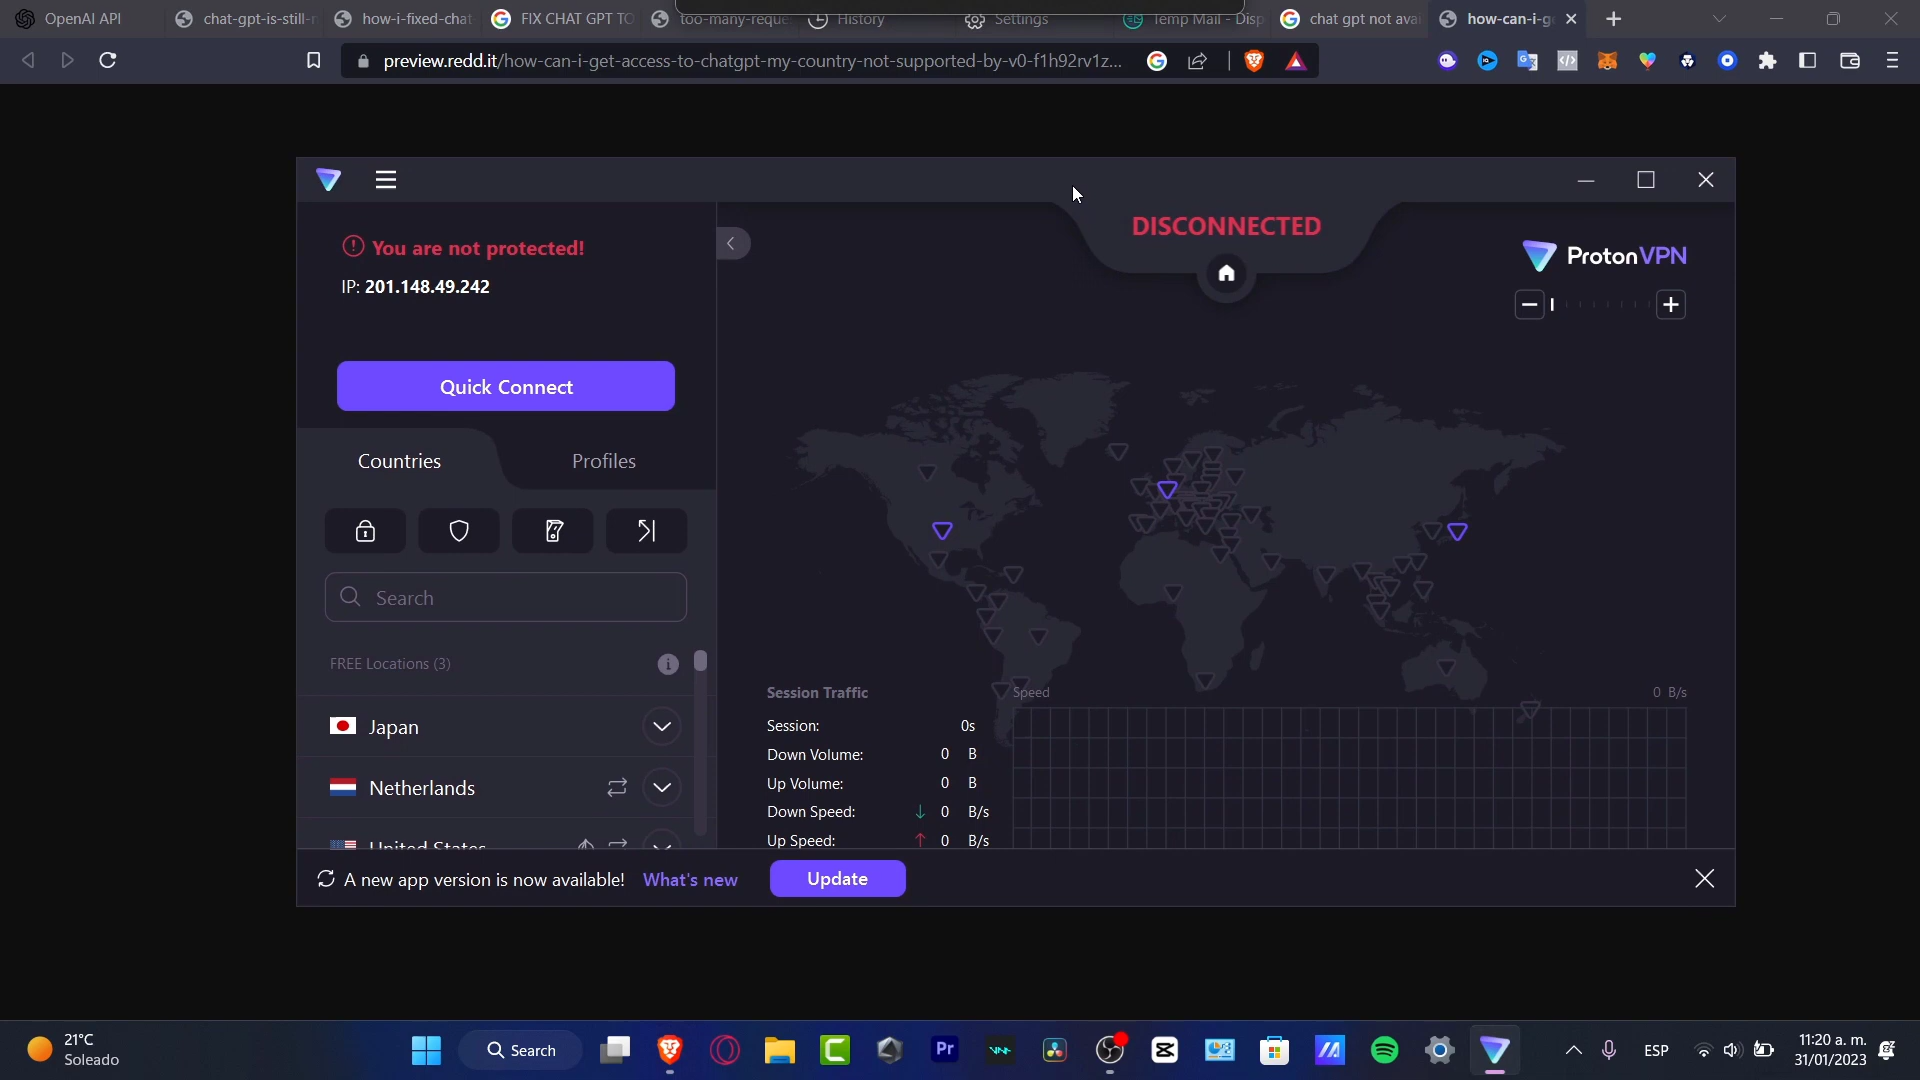 OpenAI API
chat-gpt-is-still-n
how-i-fixed-chat
FIX CHAT GPT TO
too-many-reque
History
Settings
Temp Mail - Disp
chat gpt not avai
how-can-i-g
preview.redd.it/how-can-i-get-access-to-chatgpt-my-country-not-supported-by-v0-f1h92rv1z...
DISCONNECTED
You are not protected!
IP: 201.148.49.242
ProtonVPN
Quick Connect
Countries
Profiles
Search
FREE Locations (3)
Japan
Netherlands
United States
Session Traffic
Speed
0 B/s
Session: 0s
Down Volume: 0 B
Up Volume: 0 B
Down Speed: 0 B/s
Up Speed: 0 B/s
A new app version is now available! What's new
Update
21°C
Soleado
Search
Pr
ESP
11:20 a. m.
31/01/2023